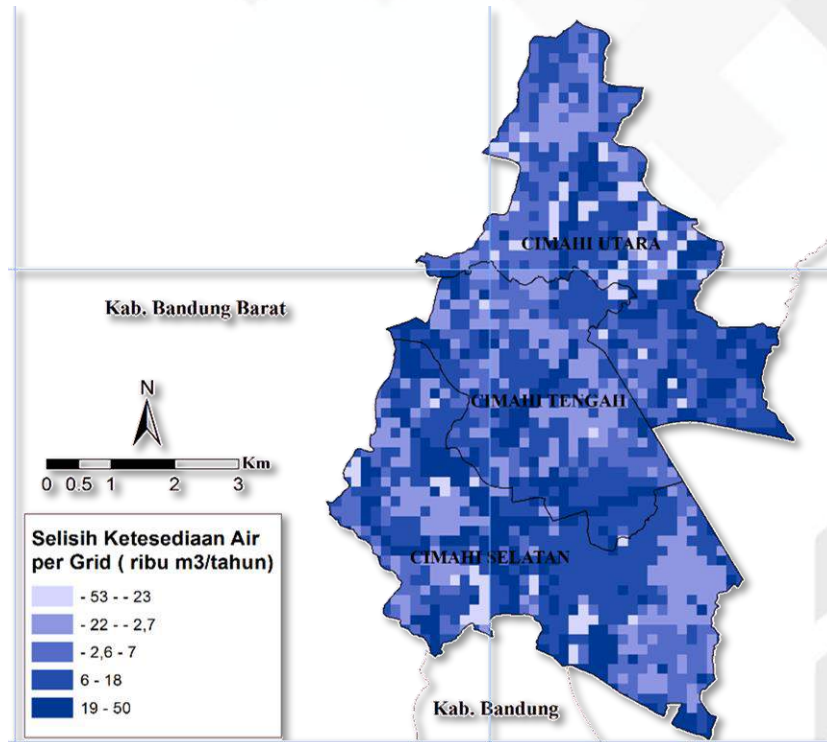 CIMAHI UTARA
Kab. Bandung Barat
N
CIMAHI TENGAH
Km
0 0.5 1 2 3
Selisih Ketesediaan Air
per Grid ( ribu m3/tahun)
- 53 - - 23
- 22 - - 2,7
- 2,6 - 7
6 - 18
19 - 50
CIMAHI SELATAN
Kab. Bandung